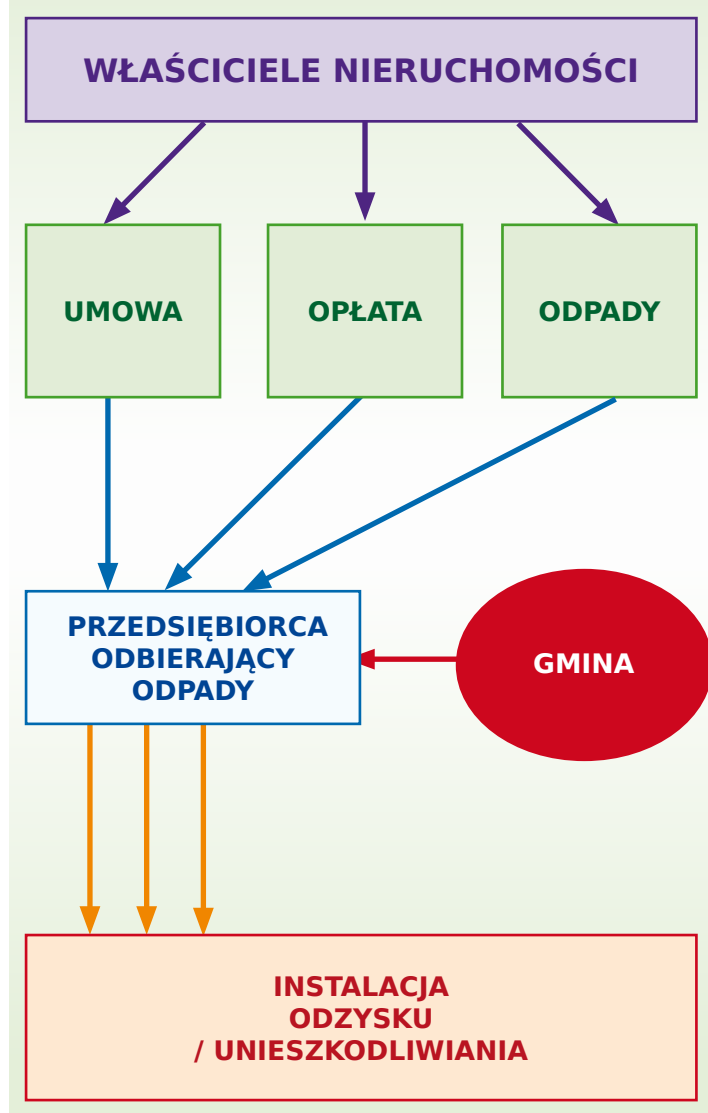 WŁAŚCICIELE NIERUCHOMOŚCI
UMOWA
OPŁATA
ODPADY
PRZEDSIĘBIORCA
ODBIERAJĄCY
ODPADY
GMINA
INSTALACJA
ODZYSKU
/ UNIESZKODLIWIANIA